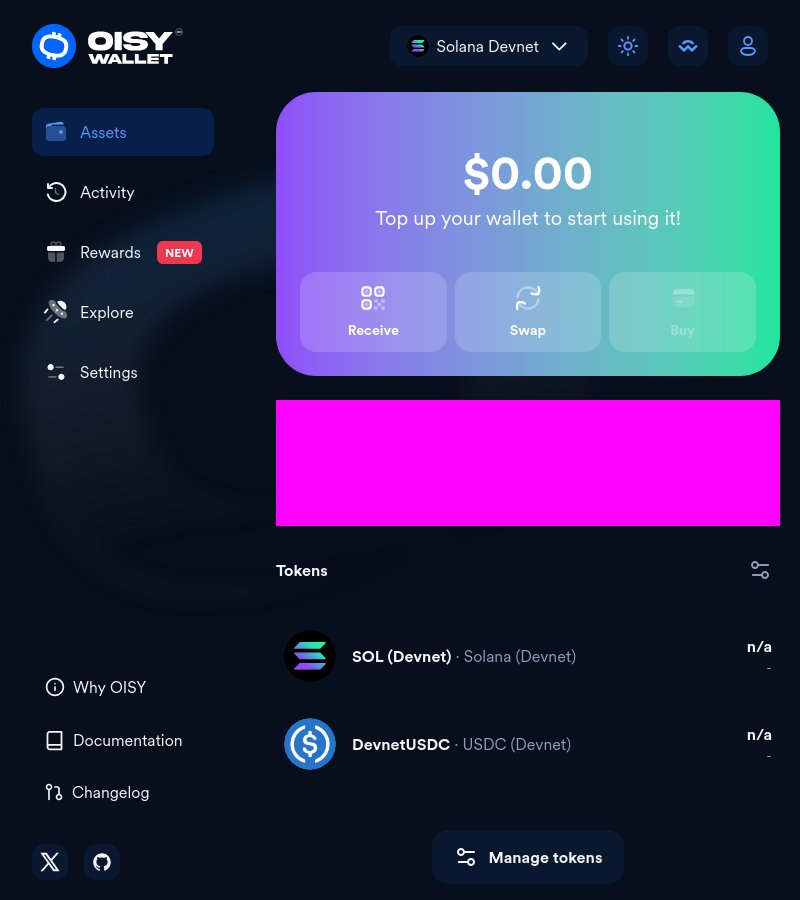 OISY
WALLET
Solana Devnet
Assets
Activity
Rewards NEW
Explore
Settings
$0.00
Top up your wallet to start using it!
Receive
Swap
Buy
Tokens
SOL (Devnet) · Solana (Devnet)
n/a
-
DevnetUSDC · USDC (Devnet)
n/a
-
Why OISY
Documentation
Changelog
Manage tokens